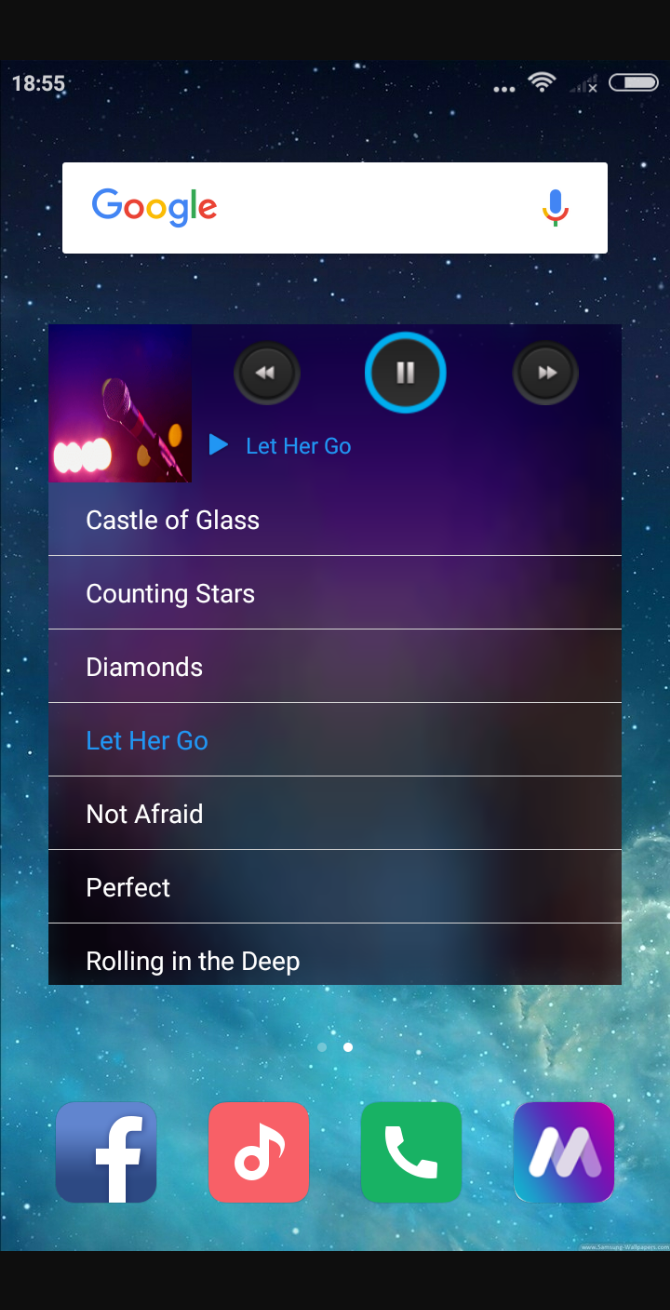 18:55
Google
Let Her Go
Castle of Glass
Counting Stars
Diamonds
Let Her Go
Not Afraid
Perfect
Rolling in the Deep
www.Samsung-Wallpapers.com